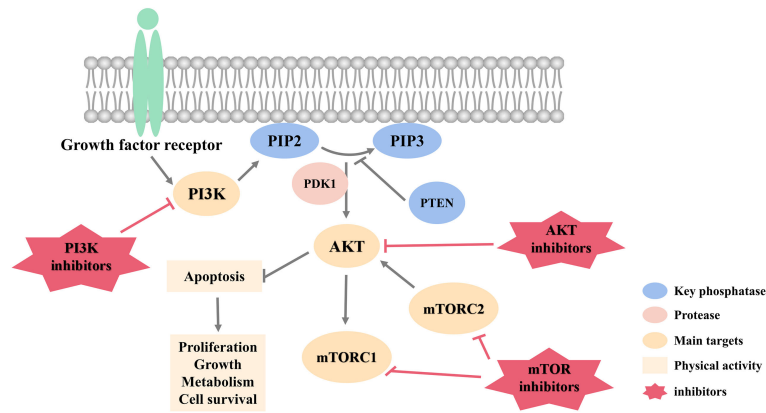 Growth factor receptor
PIP2
PIP3
PI3K
PDK1
PTEN
PI3K
inhibitors
AKT
AKT
inhibitors
Apoptosis
mTORC2
Proliferation
Growth
Metabolism
Cell survival
mTORC1
mTOR
inhibitors
Key phosphatase
Protease
Main targets
Physical activity
inhibitors